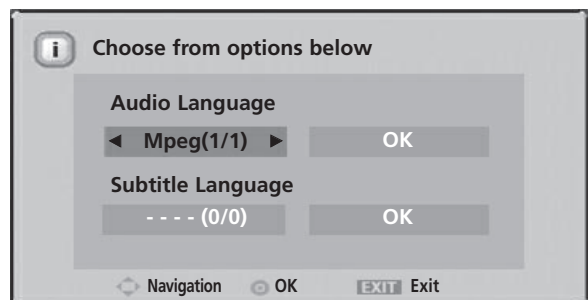 i Choose from options below
Audio Language
◄ Mpeg(1/1) ► OK
Subtitle Language
- - - - (0/0) OK
Navigation OK EXIT Exit